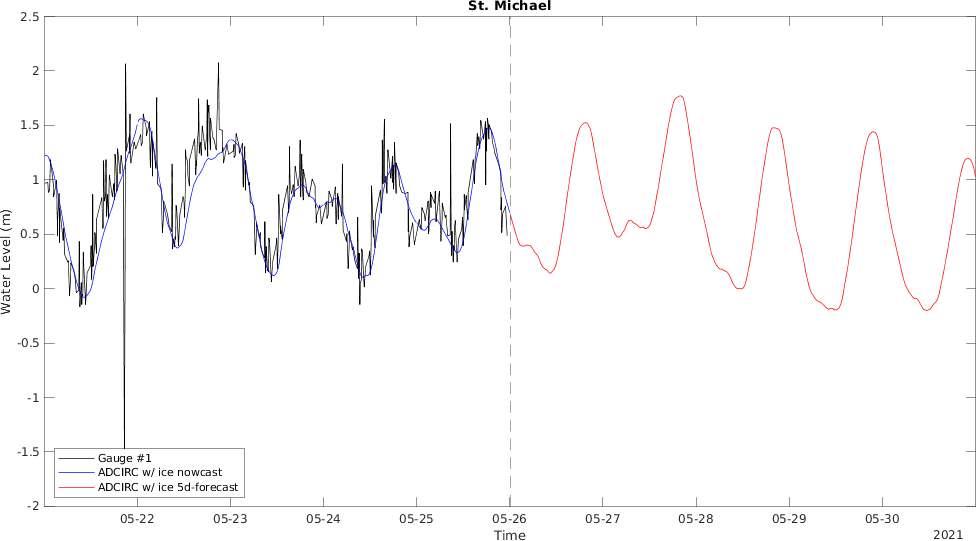 St. Michael
2.5
2
1.5
1
0.5
0
-0.5
-1
-1.5
-2
Water Level (m)
Gauge #1
ADCIRC w/ ice nowcast
ADCIRC w/ ice 5d-forecast
05-22 05-23 05-24 05-25 05-26 05-27 05-28 05-29 05-30
Time
2021